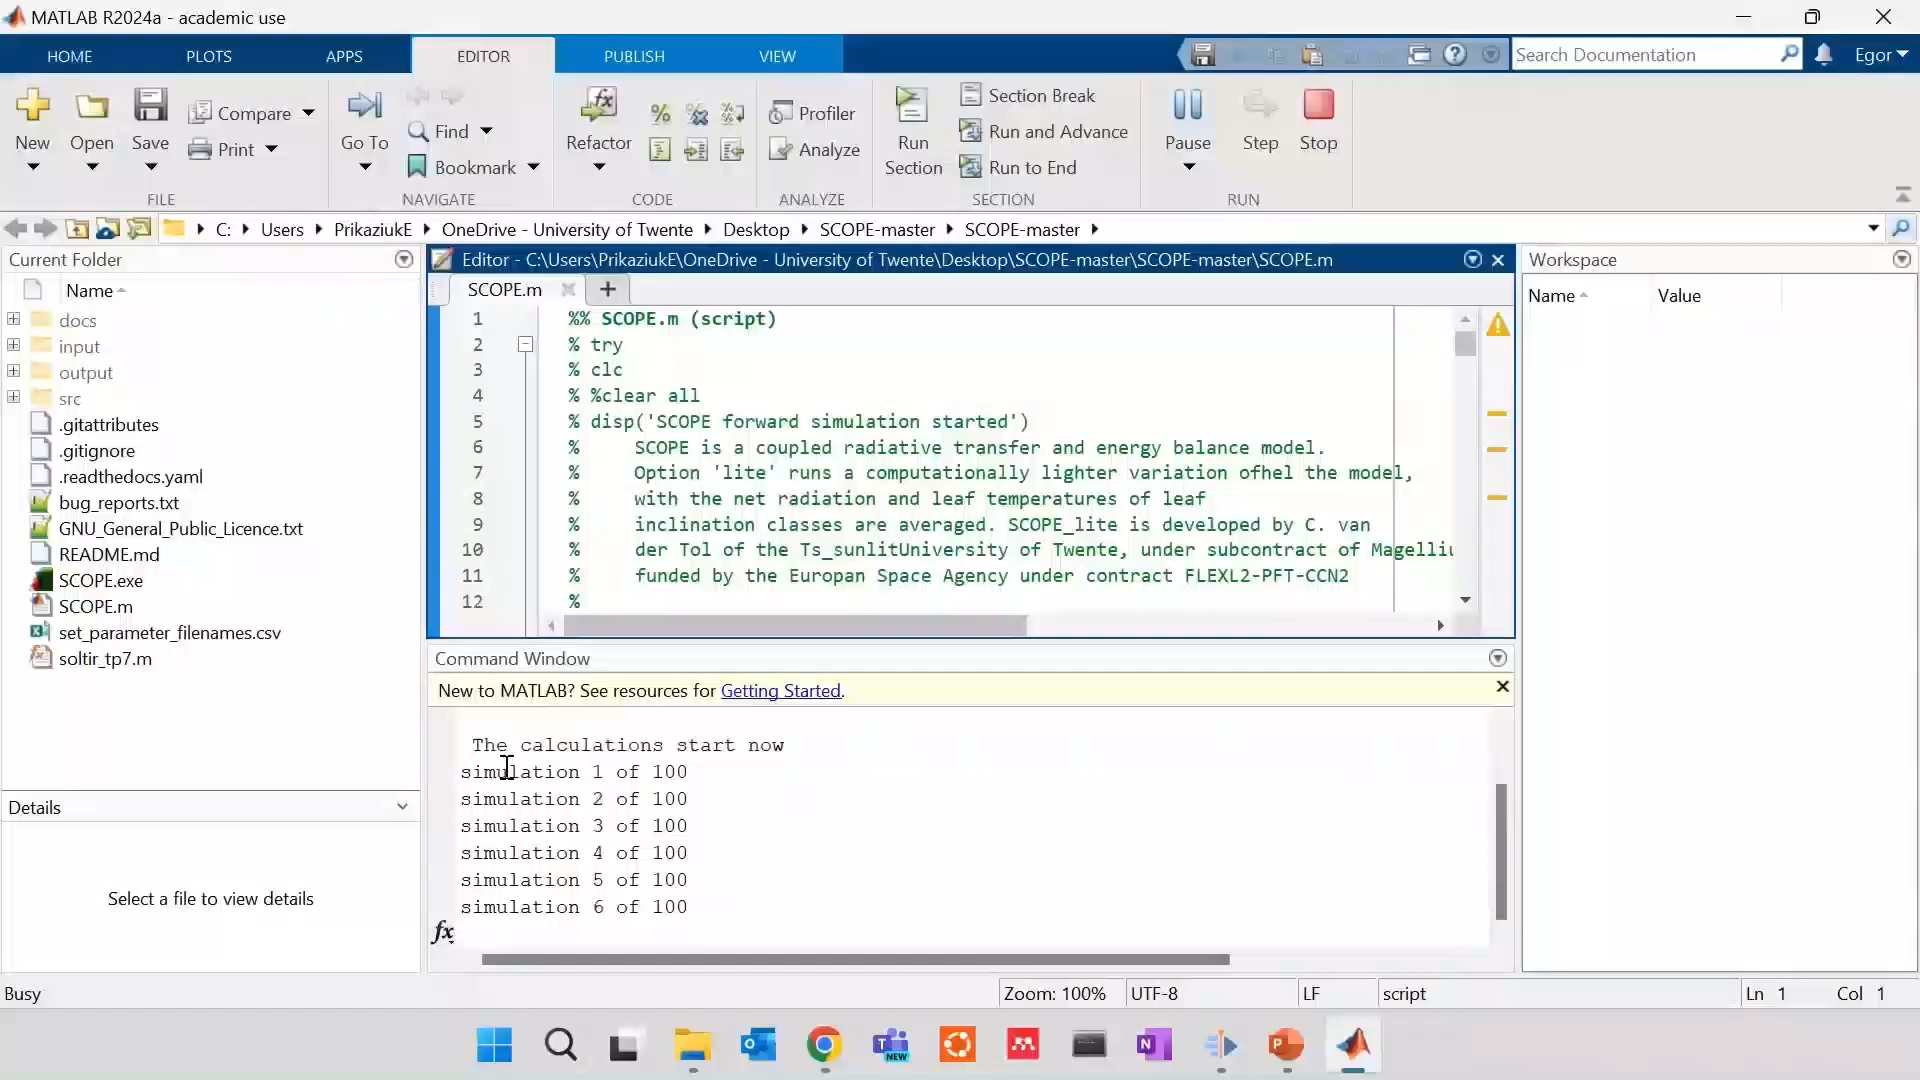 MATLAB R2024a - academic use
HOME PLOTS APPS EDITOR PUBLISH VIEW Search Documentation Egor
New Open Save Compare Print Go To Find Bookmark Refactor Profiler Analyze Run Section Section Break Run and Advance Run to End Pause Step Stop
FILE NAVIGATE CODE ANALYZE SECTION RUN
C: Users PrikaziukE OneDrive - University of Twente Desktop SCOPE-master SCOPE-master
Current Folder
Name
docs
input
output
src
.gitattributes
.gitignore
.readthedocs.yaml
bug_reports.txt
GNU_General_Public_Licence.txt
README.md
SCOPE.exe
SCOPE.m
set_parameter_filenames.csv
soltir_tp7.m
Details
Select a file to view details
Editor - C:\Users\PrikaziukE\OneDrive - University of Twente\Desktop\SCOPE-master\SCOPE-master\SCOPE.m
SCOPE.m
1 %% SCOPE.m (script)
2 % try
3 % clc
4 % %clear all
5 % disp('SCOPE forward simulation started')
6 % SCOPE is a coupled radiative transfer and energy balance model.
7 % Option 'lite' runs a computationally lighter variation ofhel the model,
8 % with the net radiation and leaf temperatures of leaf
9 % inclination classes are averaged. SCOPE_lite is developed by C. van
10 % der Tol of the Ts_sunlitUniversity of Twente, under subcontract of Magelliu
11 % funded by the Europan Space Agency under contract FLEXL2-PFT-CCN2
12 %
Command Window
New to MATLAB? See resources for Getting Started.
The calculations start now
simulation 1 of 100
simulation 2 of 100
simulation 3 of 100
simulation 4 of 100
simulation 5 of 100
simulation 6 of 100
fx
Workspace
Name Value
Busy Zoom: 100% UTF-8 LF script Ln 1 Col 1
NEW